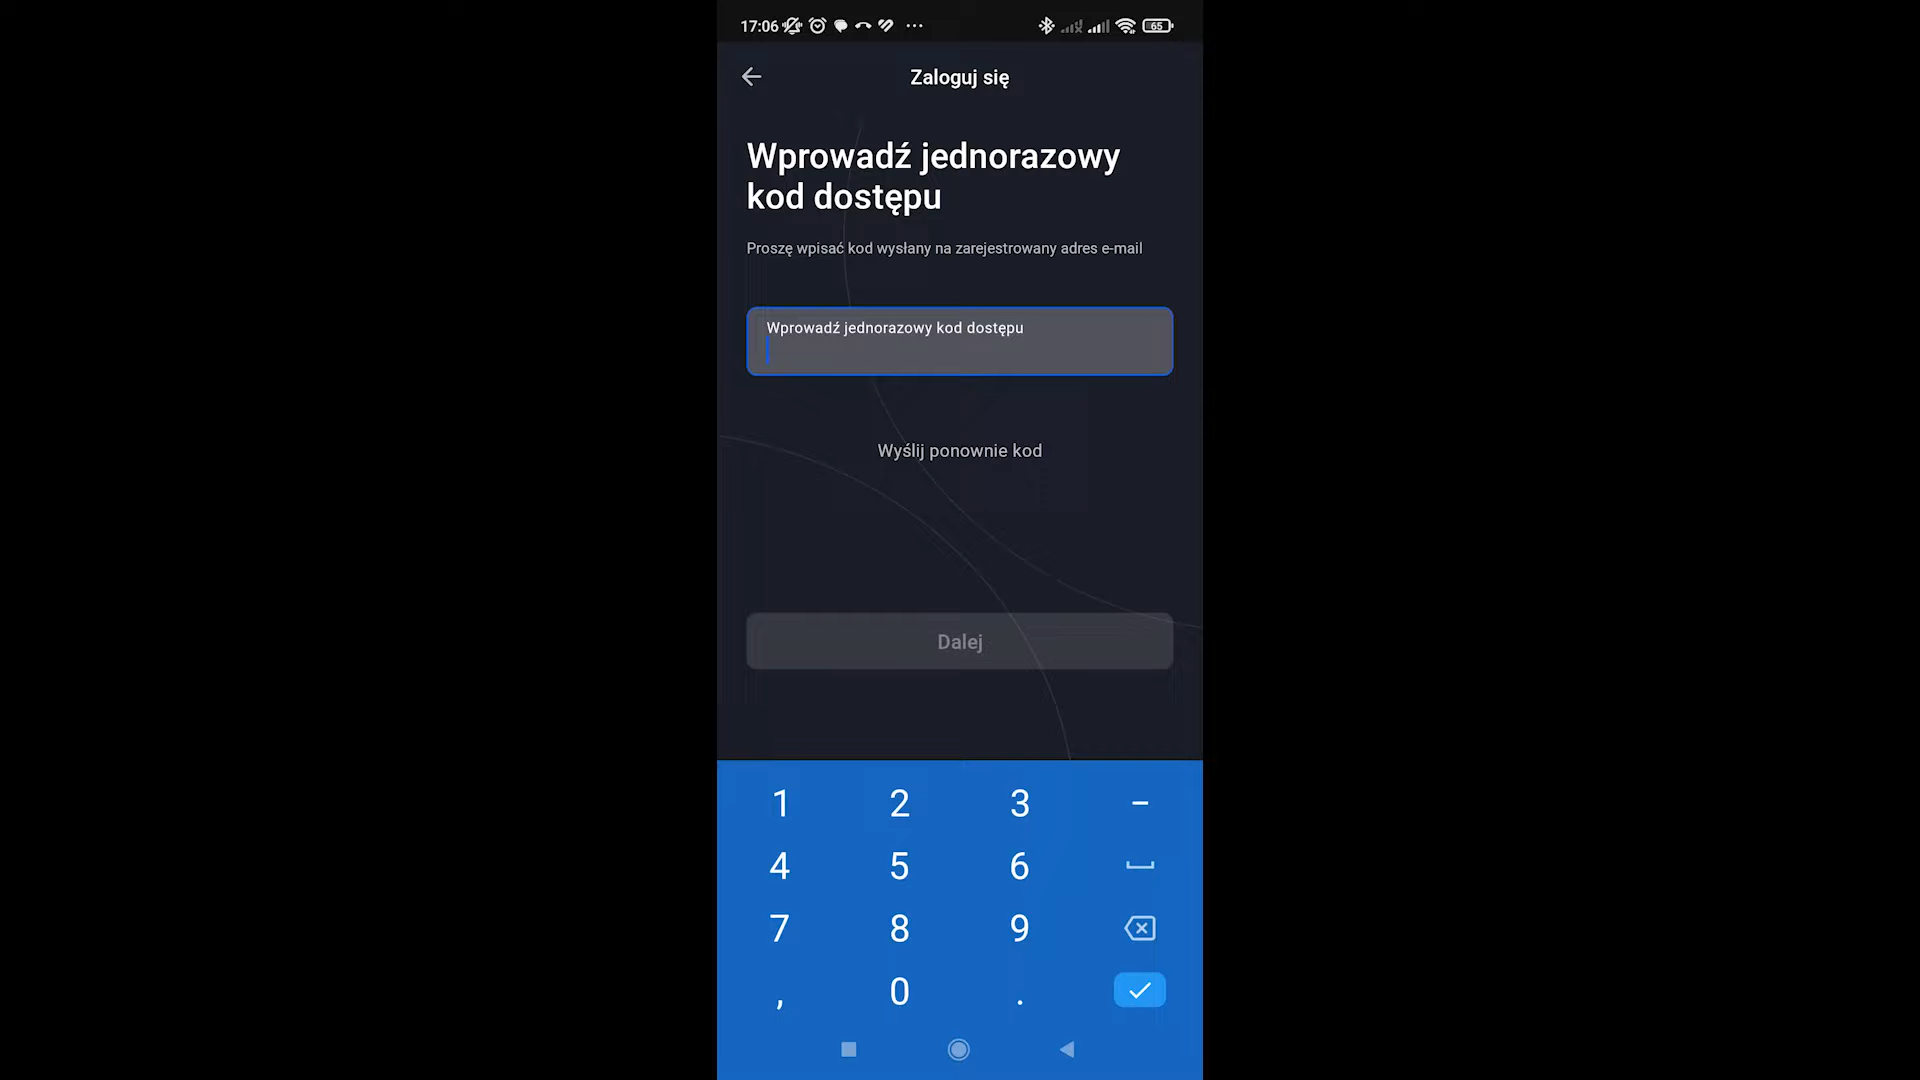 17:06
65
Zaloguj się
Wprowadź jednorazowy
kod dostępu
Proszę wpisać kod wysłany na zarejestrowany adres e-mail
Wprowadź jednorazowy kod dostępu
Wyślij ponownie kod
Dalej
1 2 3 –
4 5 6
7 8 9
, 0 .